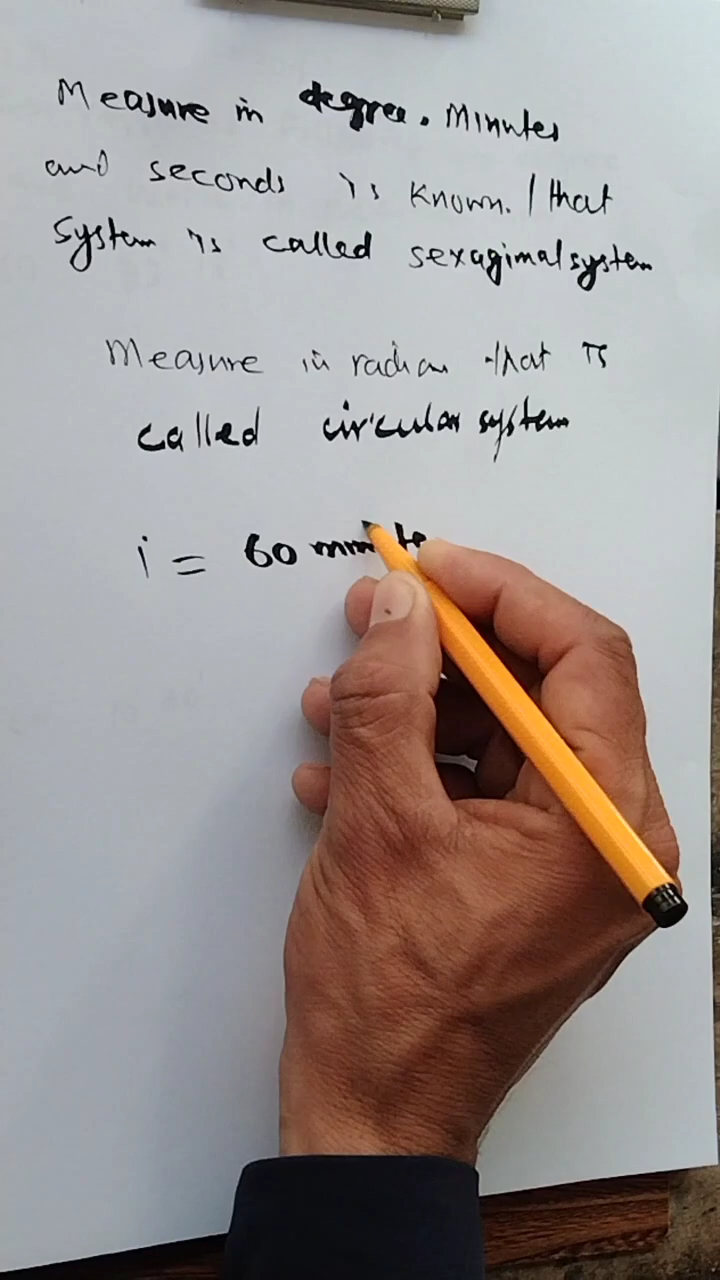 Measure in degree. Minutes
and seconds is known. / that
system is called sexagimal system
Measure in radian that is
called circular system
i = 60